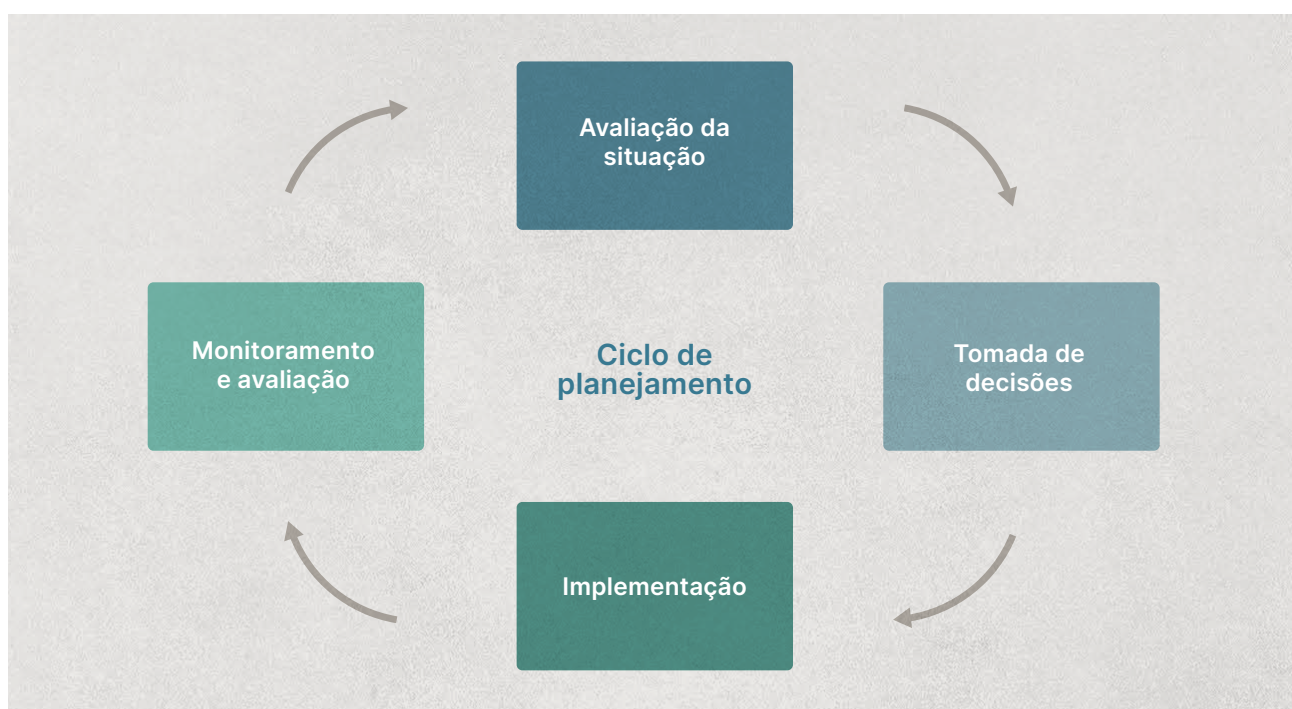 Avaliação da
situação
Tomada de
decisões
Implementação
Monitoramento
e avaliação
Ciclo de
planejamento